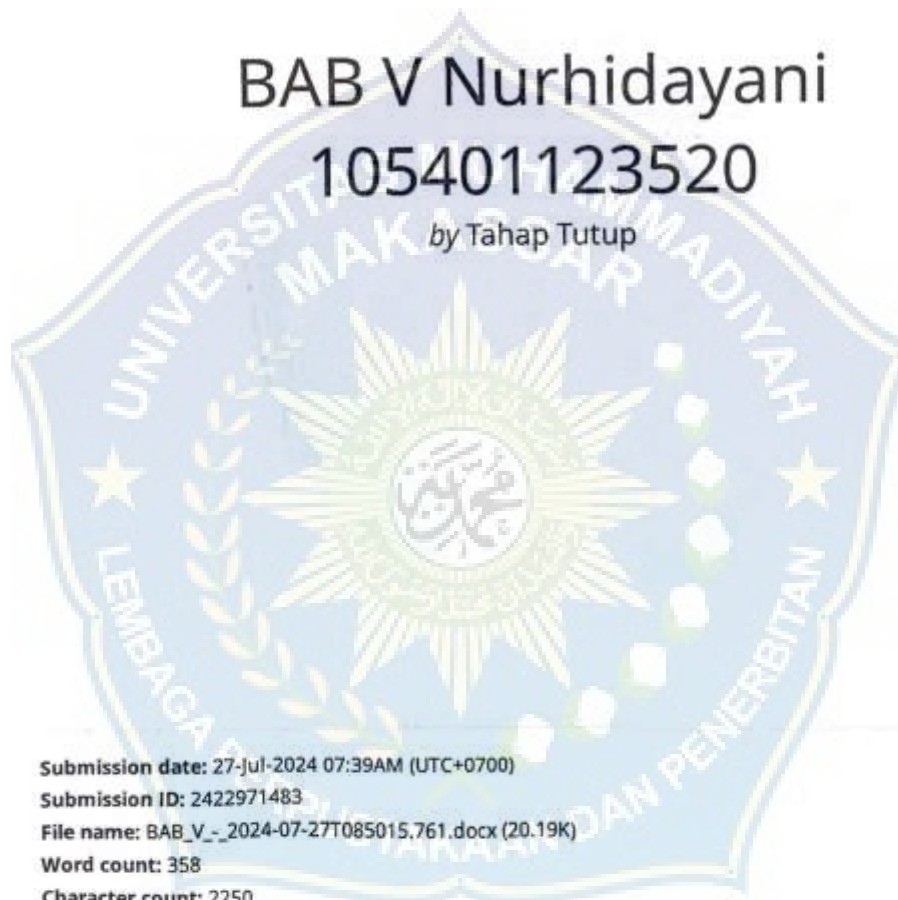 BAB V Nurhidayani
105401123520
by Tahap Tutup
UNIVERSITAS MUHAMMADIYAH
MAKASSAR
محمد
LEMBAGA PERPUSTAKAAN DAN PENERBITAN
Submission date: 27-Jul-2024 07:39AM (UTC+0700)
Submission ID: 2422971483
File name: BAB_V_-_2024-07-27T085015.761.docx (20.19K)
Word count: 358
Character count: 2250